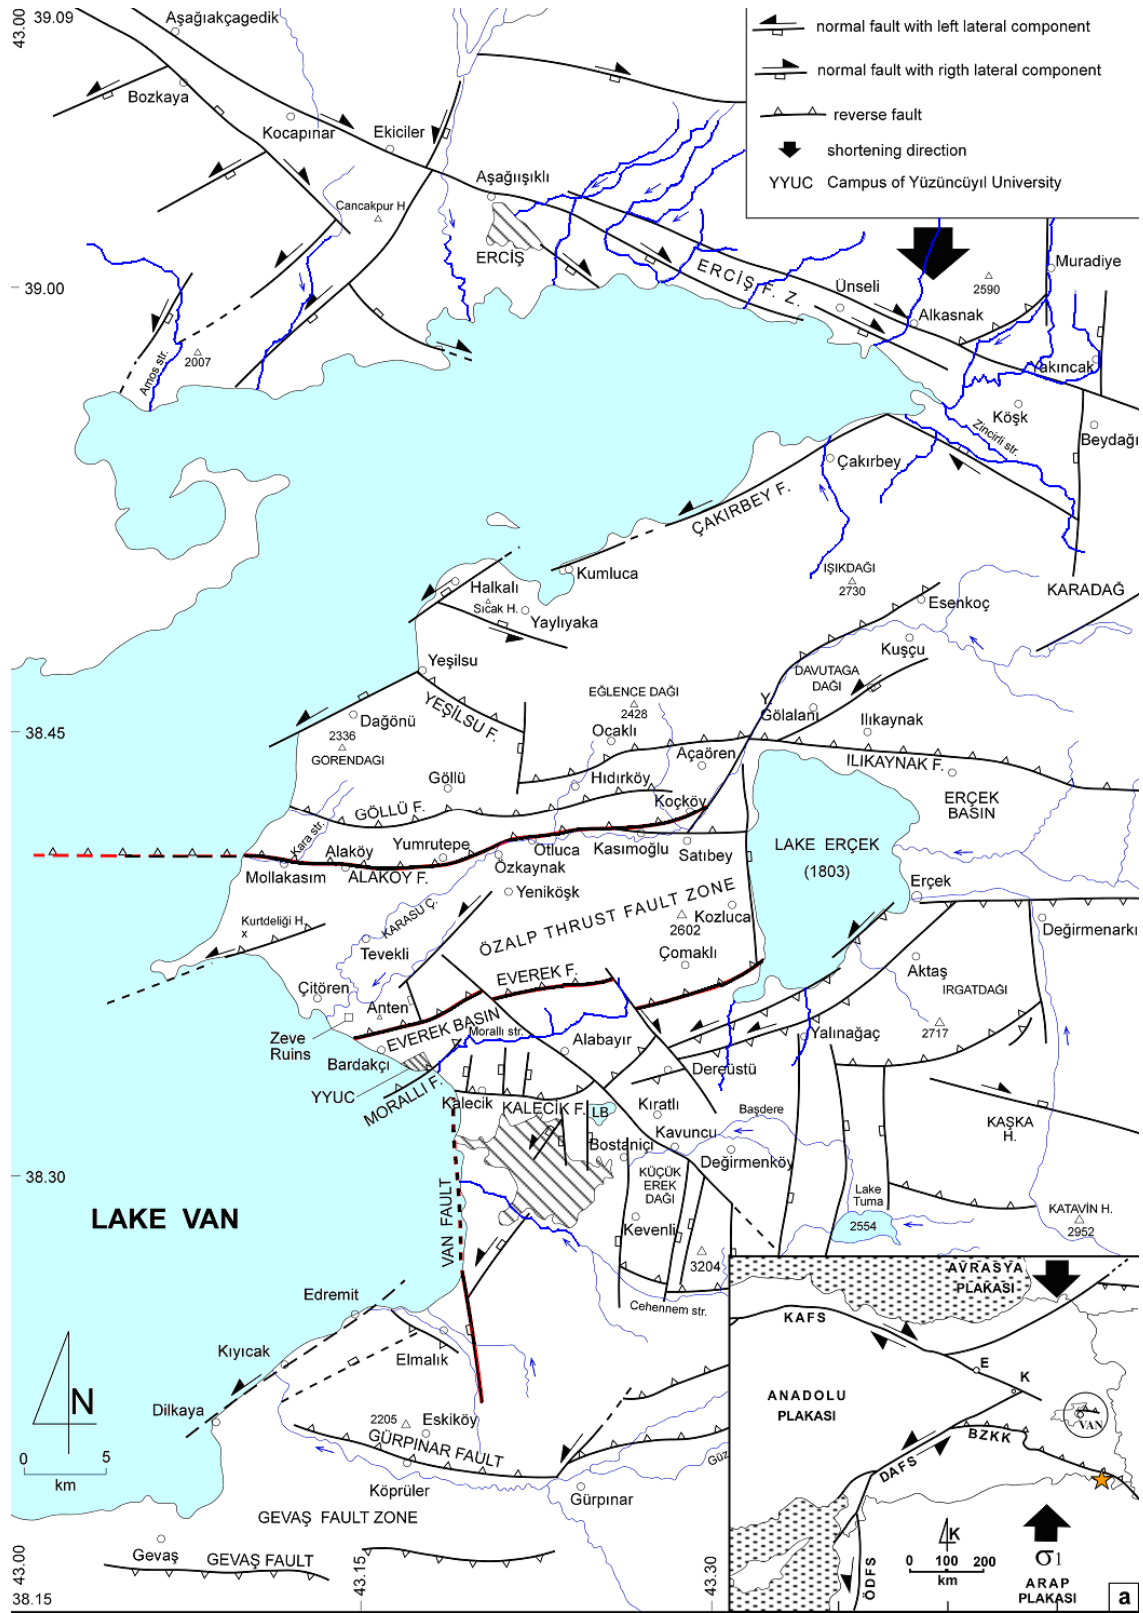 43.00
39.09
Aşağıakçagedik
normal fault with left lateral component
normal fault with rigth lateral component
reverse fault
shortening direction
YYUC Campus of Yüzüncüyıl University
Bozkaya
Kocapınar
Ekiciler
Aşağıışıklı
Cancakpur H.
ERCİŞ
ERCİŞ F. Z.
Muradiye
2590
Ünseli
39.00
Alkasnak
2007
Amos str.
Yakıncak
Köşk
Zincirli str.
Beydağı
Çakırbey
ÇAKIRBEY F.
Kumluca
IŞIKDAĞI
2730
Halkalı
Sıcak H.
Yaylıyaka
Esenkoç
KARADAĞ
Kuşçu
Yeşilsu
DAVUTAGA
DAĞI
YEŞİLSU F.
EĞLENCE DAĞI
2428
Y.
Gölalanı
Dağönü
Ilıkaynak
38.45
2336
GÖRENDAGI
Ocaklı
Açaören
ILIKAYNAK F.
Göllü
Hıdırköy
ERÇEK
BASIN
GÖLLÜ F.
Koçköy
Kara str.
Alaköy
Yumrutepe
Otluca
Kasımoğlu
Satıbey
LAKE ERÇEK
(1803)
Mollakasım
ALAKÖY F.
Özkaynak
Yeniköşk
Erçek
ÖZALP THRUST FAULT ZONE
Kurtdeliği H.
x
KARASU Ç.
2602
Kozluca
Değirmenarkı
Tevekli
Çomaklı
EVEREK F.
Aktaş
IRGATDAĞI
Çitören
Anten
EVEREK BASIN
Zeve
Ruins
Morallı str.
Alabayır
Yalınağaç
2717
Bardakçı
Dereüstü
YYUC
MORALLI F.
Kalecik
KALECİK F.
LB
Kıratlı
Başdere
KAŞKA
H.
Kavuncu
Bostaniçi
Değirmenköy
38.30
KÜÇÜK
EREK
DAĞI
Lake
Tuma
2554
KATAVİN H.
2952
LAKE VAN
VAN FAULT
Kevenli
3204
Cehennem str.
Edremit
Kıyıcak
Elmalık
N
Dilkaya
2205
Eskiköy
GÜRPINAR FAULT
0 5
km
Köprüler
Gürpınar
Güz
GEVAŞ FAULT ZONE
Gevaş
GEVAŞ FAULT
43.00
38.15
43.15
43.30
AVRASYA
PLAKASI
KAFS
E
K
ANADOLU
PLAKASI
VAN
BZKK
DAFS
K
0 100 200
km
σ1
ÖDFS
ARAP
PLAKASI
a